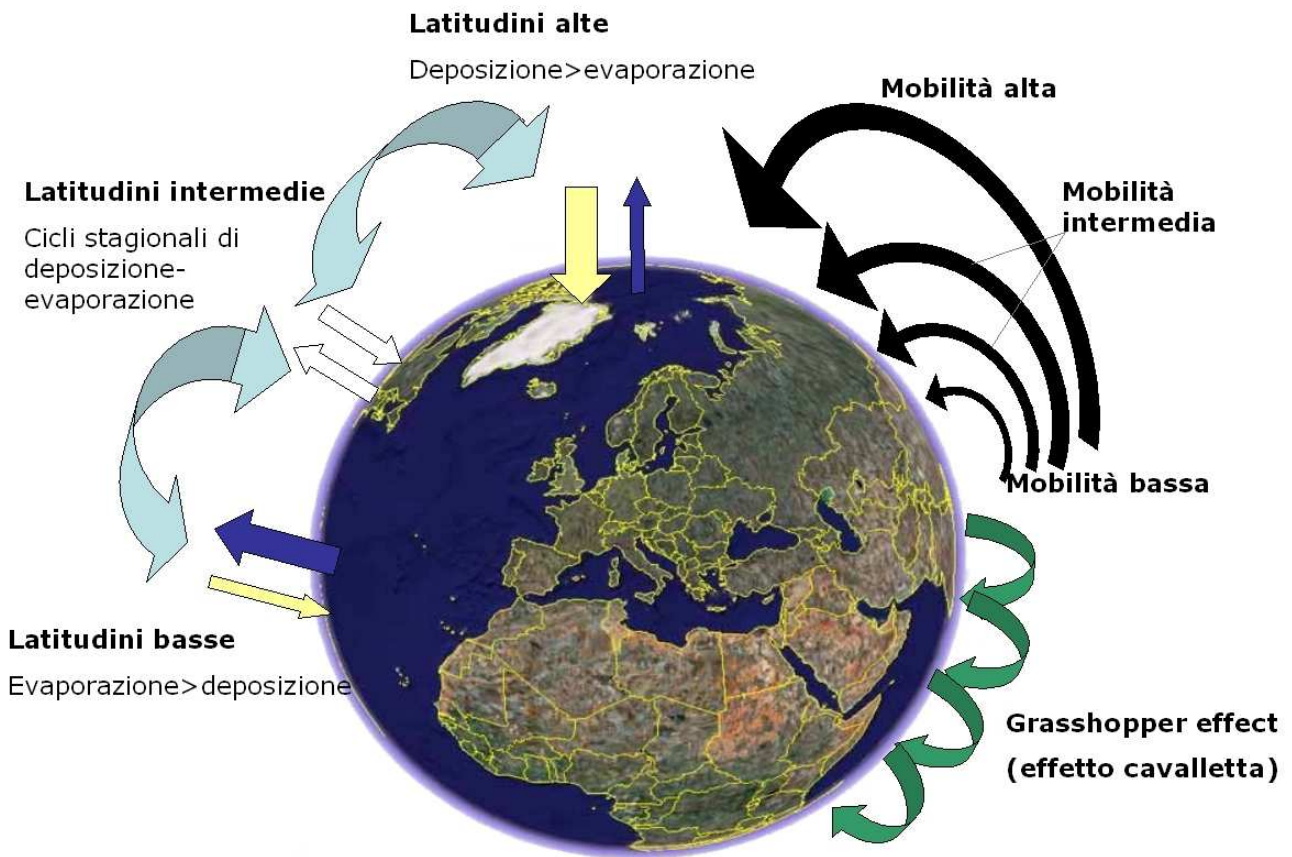 Latitudini alte
Deposizione>evaporazione
Mobilità alta
Latitudini intermedie
Cicli stagionali di
deposizione-
evaporazione
Mobilità
intermedia
Mobilità bassa
Latitudini basse
Evaporazione>deposizione
Grasshopper effect
(effetto cavalletta)